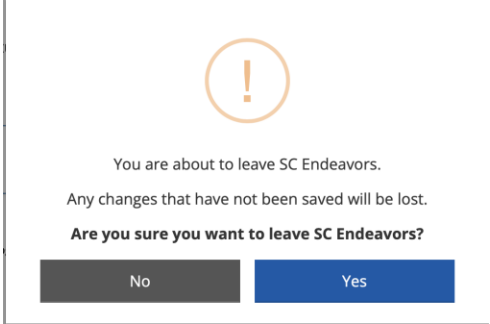 You are about to leave SC Endeavors.
Any changes that have not been saved will be lost.
Are you sure you want to leave SC Endeavors?
No
Yes